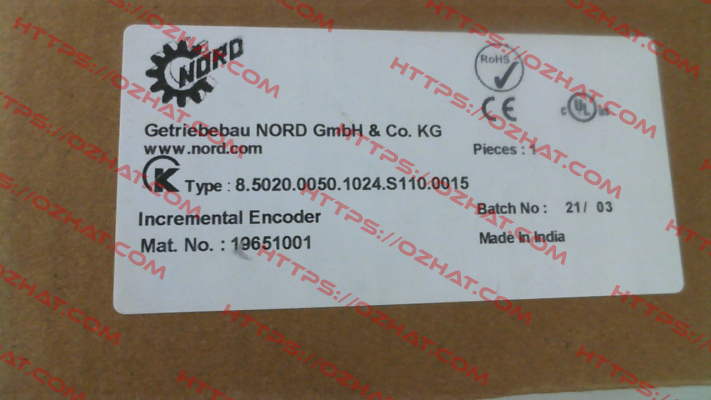 NORD
RoHS
CE
c UL us
Getriebebau NORD GmbH & Co. KG
www.nord.com
Pieces : 1
K Type : 8.5020.0050.1024.S110.0015
Incremental Encoder
Batch No : 21/ 03
Mat. No. : 19651001
Made In India
HTTPS://OZHAT.COM